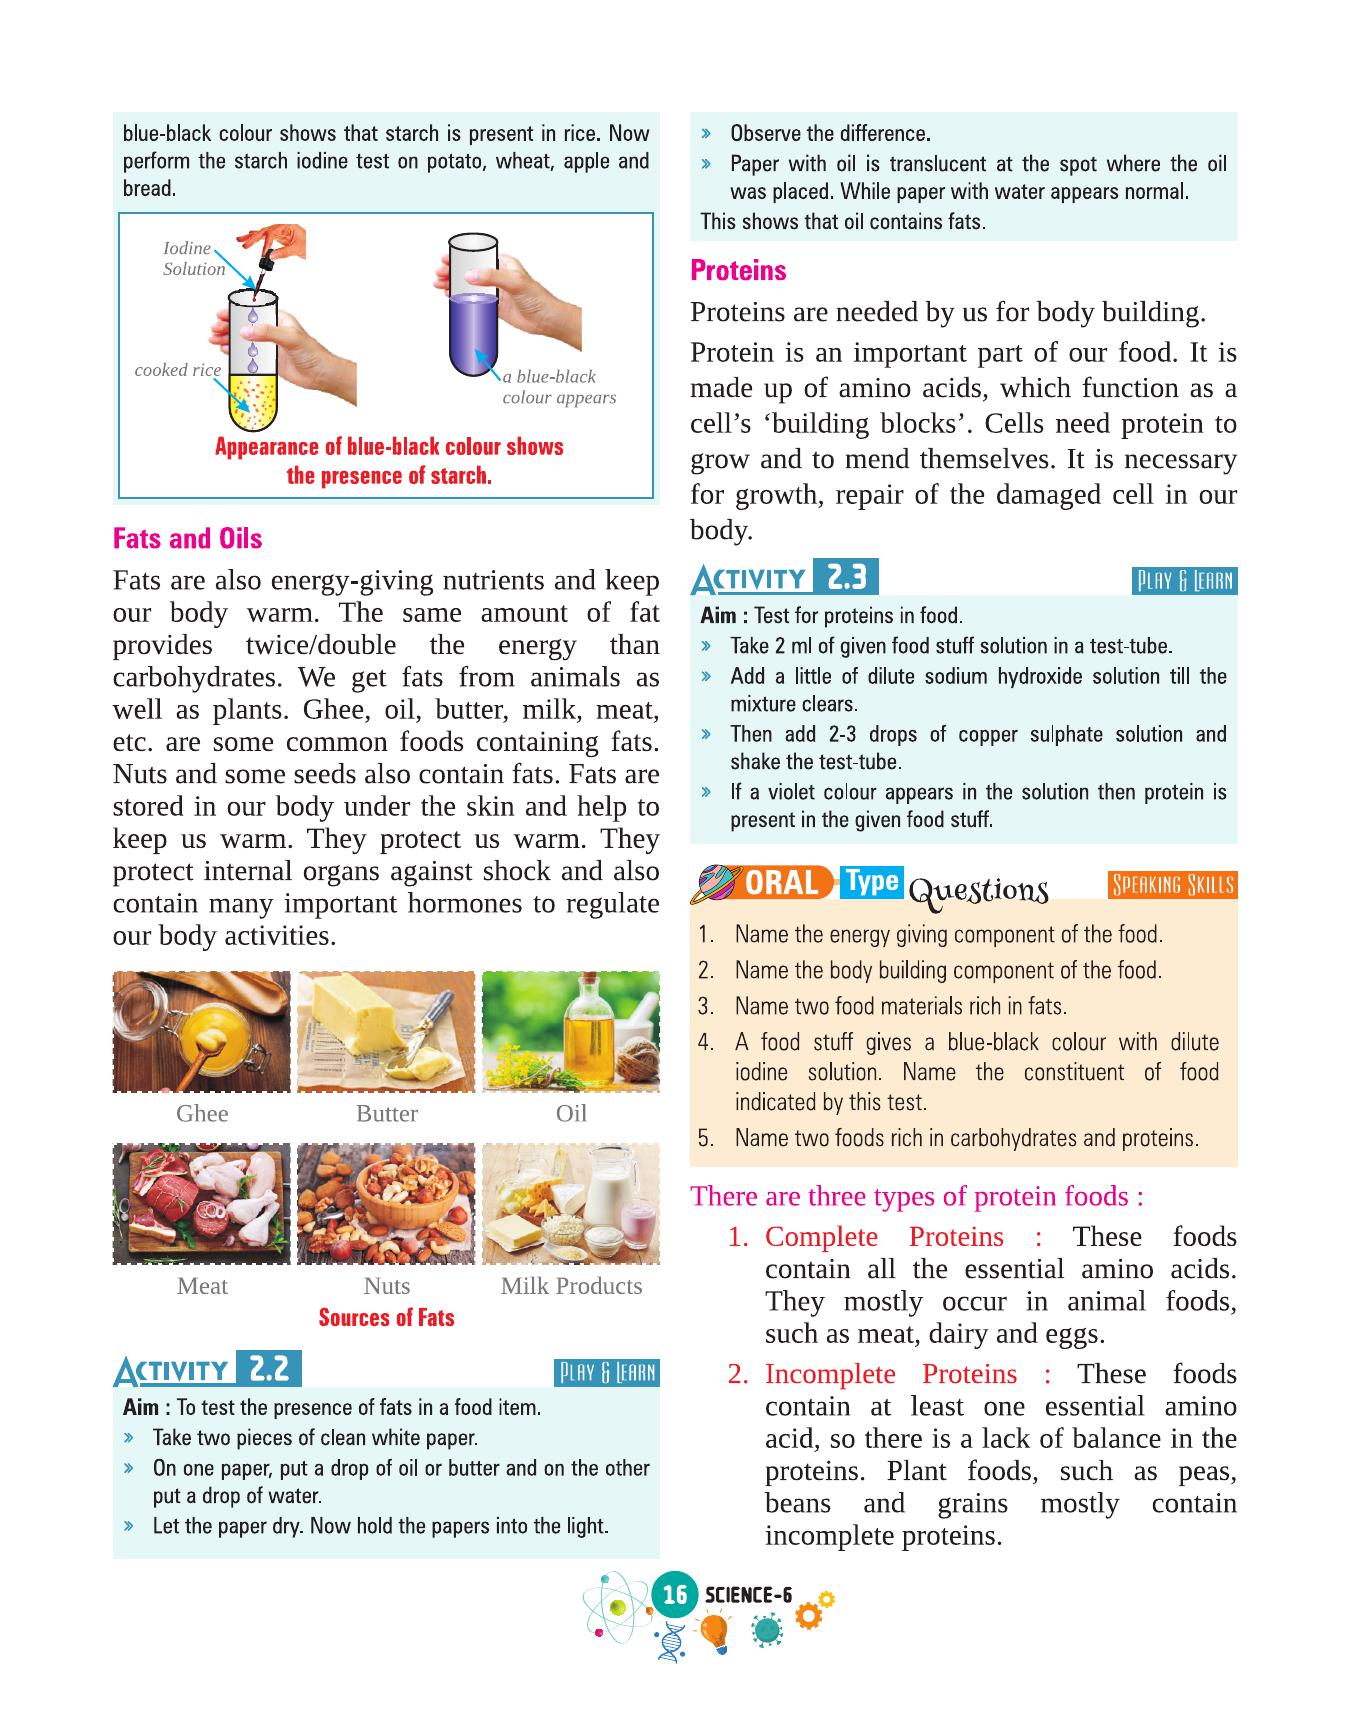 blue-black colour shows that starch is present in rice. Now
perform the starch iodine test on potato, wheat, apple and
bread.
Iodine
Solution
cooked rice
a blue-black
colour appears
Appearance of blue-black colour shows
the presence of starch.
Fats and Oils
Fats are also energy-giving nutrients and keep
our body warm. The same amount of fat
provides twice/double the energy than
carbohydrates. We get fats from animals as
well as plants. Ghee, oil, butter, milk, meat,
etc. are some common foods containing fats.
Nuts and some seeds also contain fats. Fats are
stored in our body under the skin and help to
keep us warm. They protect us warm. They
protect internal organs against shock and also
contain many important hormones to regulate
our body activities.
Ghee Butter Oil
Meat Nuts Milk Products
Sources of Fats
ACTIVITY 2.2 PLAY & LEARN
Aim : To test the presence of fats in a food item.
» Take two pieces of clean white paper.
» On one paper, put a drop of oil or butter and on the other
put a drop of water.
» Let the paper dry. Now hold the papers into the light.
» Observe the difference.
» Paper with oil is translucent at the spot where the oil
was placed. While paper with water appears normal.
This shows that oil contains fats.
Proteins
Proteins are needed by us for body building.
Protein is an important part of our food. It is
made up of amino acids, which function as a
cell’s ‘building blocks’. Cells need protein to
grow and to mend themselves. It is necessary
for growth, repair of the damaged cell in our
body.
ACTIVITY 2.3 PLAY & LEARN
Aim : Test for proteins in food.
» Take 2 ml of given food stuff solution in a test-tube.
» Add a little of dilute sodium hydroxide solution till the
mixture clears.
» Then add 2-3 drops of copper sulphate solution and
shake the test-tube.
» If a violet colour appears in the solution then protein is
present in the given food stuff.
ORAL Type Questions SPEAKING SKILLS
1. Name the energy giving component of the food.
2. Name the body building component of the food.
3. Name two food materials rich in fats.
4. A food stuff gives a blue-black colour with dilute
iodine solution. Name the constituent of food
indicated by this test.
5. Name two foods rich in carbohydrates and proteins.
There are three types of protein foods :
1. Complete Proteins : These foods
contain all the essential amino acids.
They mostly occur in animal foods,
such as meat, dairy and eggs.
2. Incomplete Proteins : These foods
contain at least one essential amino
acid, so there is a lack of balance in the
proteins. Plant foods, such as peas,
beans and grains mostly contain
incomplete proteins.
16 SCIENCE-6